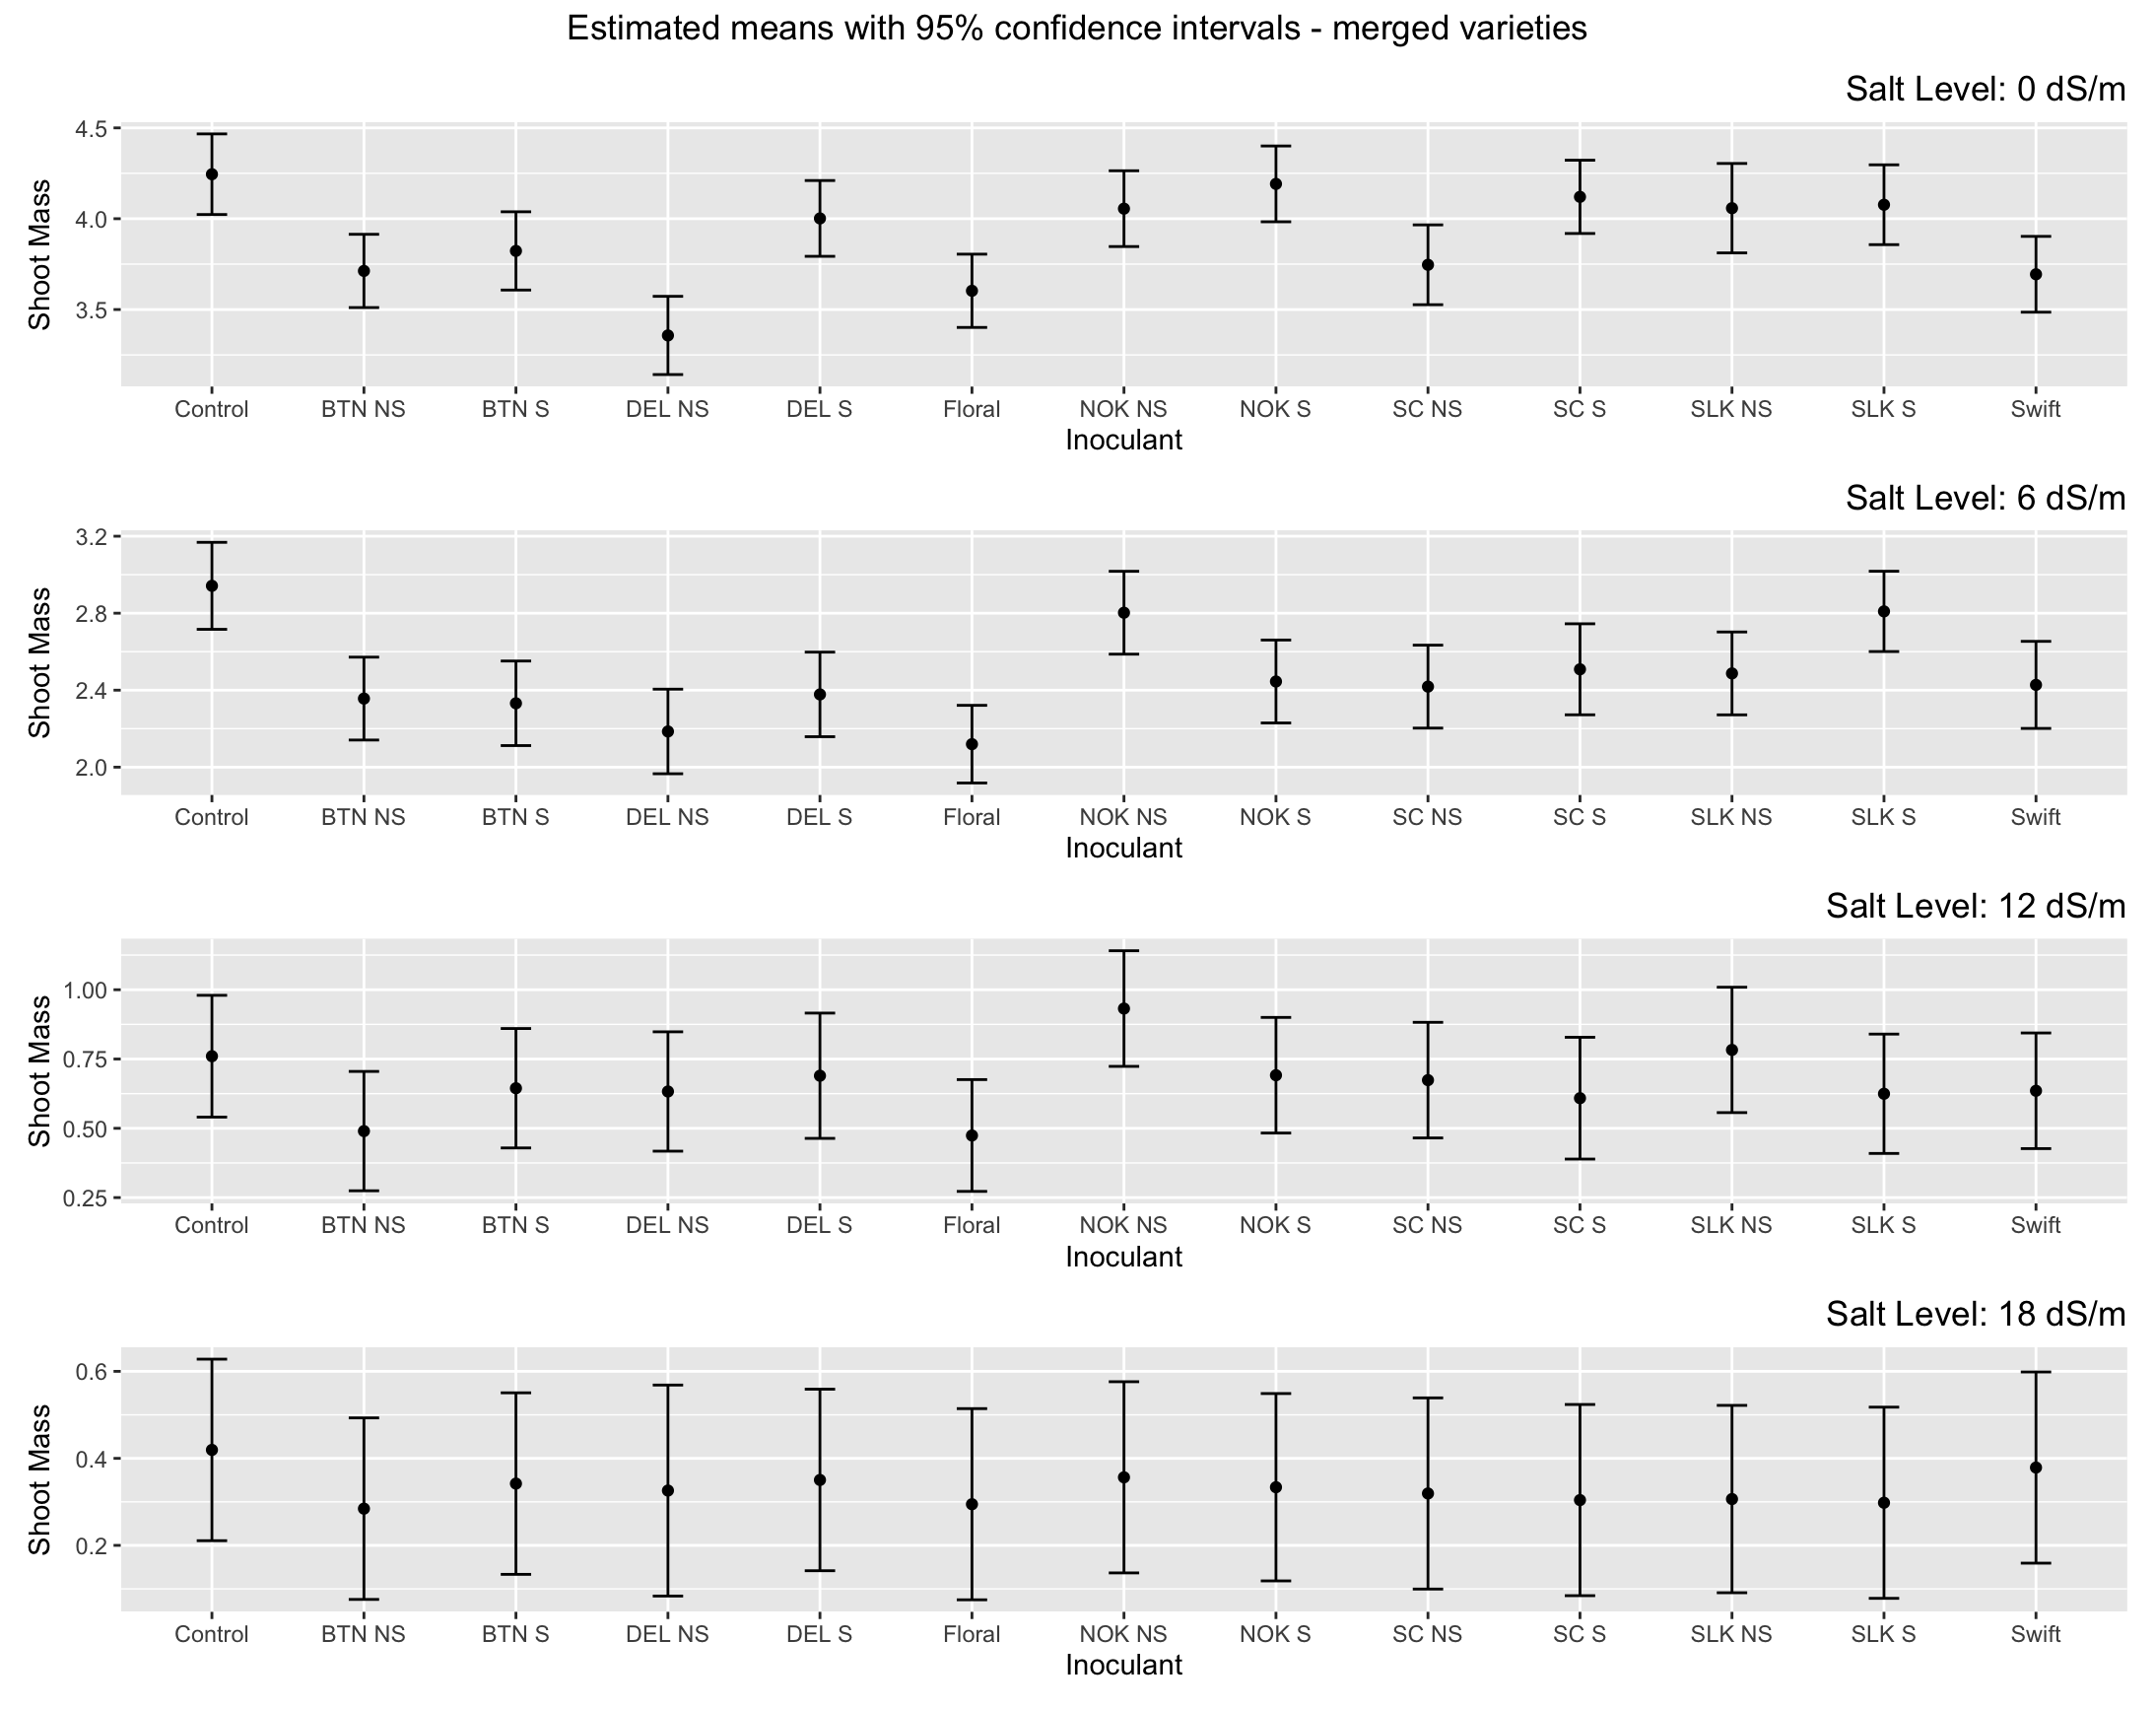 Estimated means with 95% confidence intervals - merged varieties
Salt Level: 0 dS/m
4.5
4.0
3.5
Shoot Mass
Control BTN NS BTN S DEL NS DEL S Floral NOK NS NOK S SC NS SC S SLK NS SLK S Swift
Inoculant
Salt Level: 6 dS/m
3.2
2.8
2.4
2.0
Shoot Mass
Control BTN NS BTN S DEL NS DEL S Floral NOK NS NOK S SC NS SC S SLK NS SLK S Swift
Inoculant
Salt Level: 12 dS/m
1.00
0.75
0.50
0.25
Shoot Mass
Control BTN NS BTN S DEL NS DEL S Floral NOK NS NOK S SC NS SC S SLK NS SLK S Swift
Inoculant
Salt Level: 18 dS/m
0.6
0.4
0.2
Shoot Mass
Control BTN NS BTN S DEL NS DEL S Floral NOK NS NOK S SC NS SC S SLK NS SLK S Swift
Inoculant